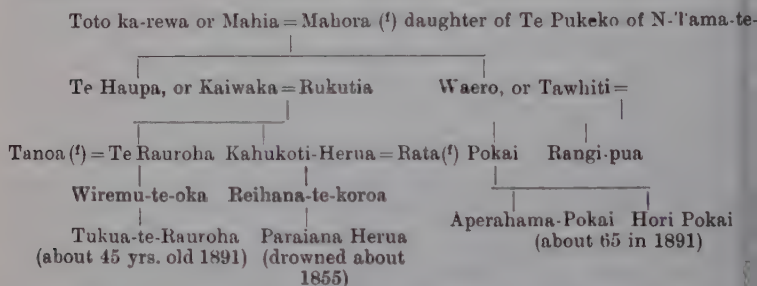 Toto ka-rewa or Mahia = Mahora (f) daughter of Te Pukeko of N-Tama-te-
Te Haupa, or Kaiwaka = Rukutia Waero, or Tawhiti =
Tanoa (f) = Te Rauroha Kahukoti-Herua = Rata (f) Pokai Rangi-pua
Wiremu-te-oka Reihana-te-koroa
Aperahama-Pokai Hori Pokai
Tukua-te-Rauroha Paraiana Herua (about 65 in 1891)
(about 45 yrs. old 1891) (drowned about
1855)